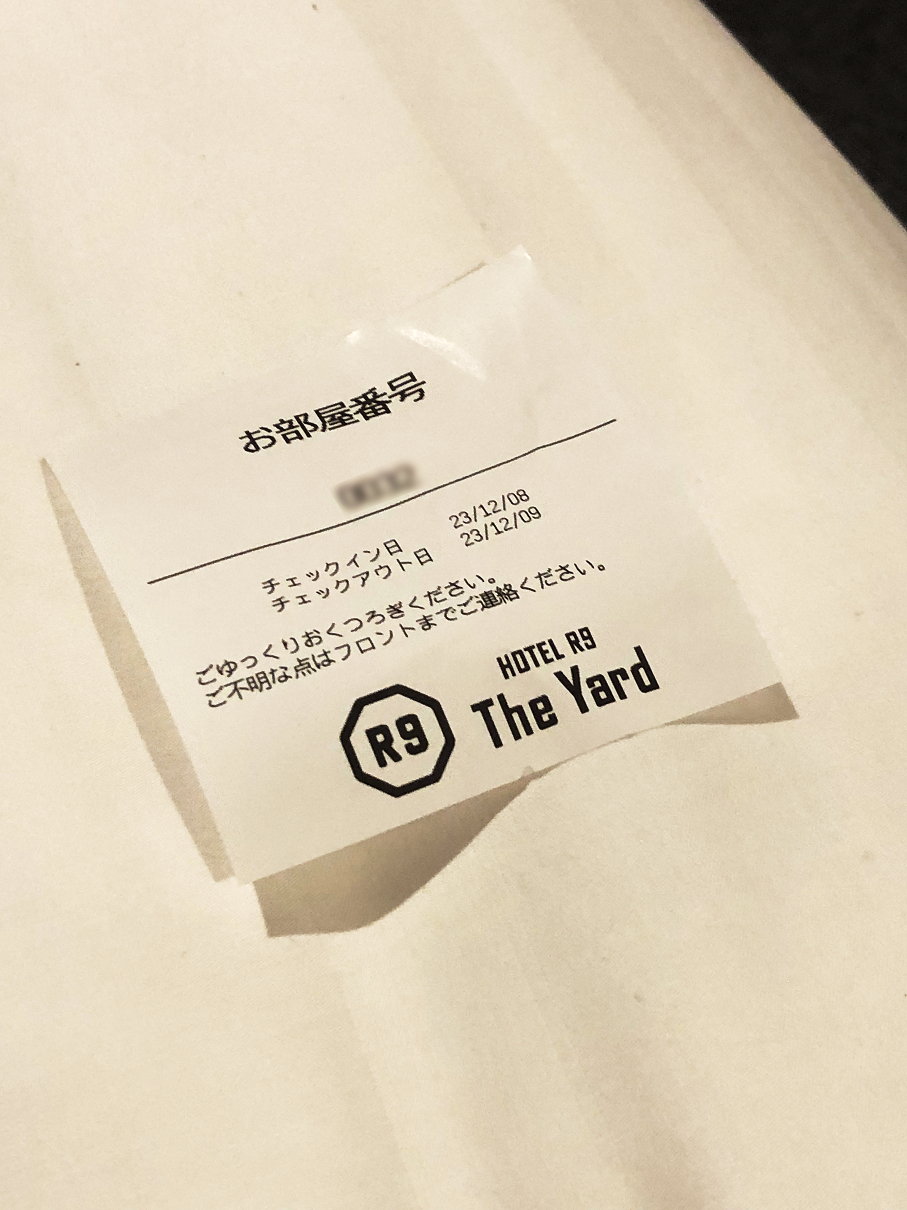 お部屋番号
チェックイン日 23/12/08
チェックアウト日 23/12/09
ごゆっくりおくつろぎください。
ご不明な点はフロントまでご連絡ください。
HOTEL R9
The Yard
R9